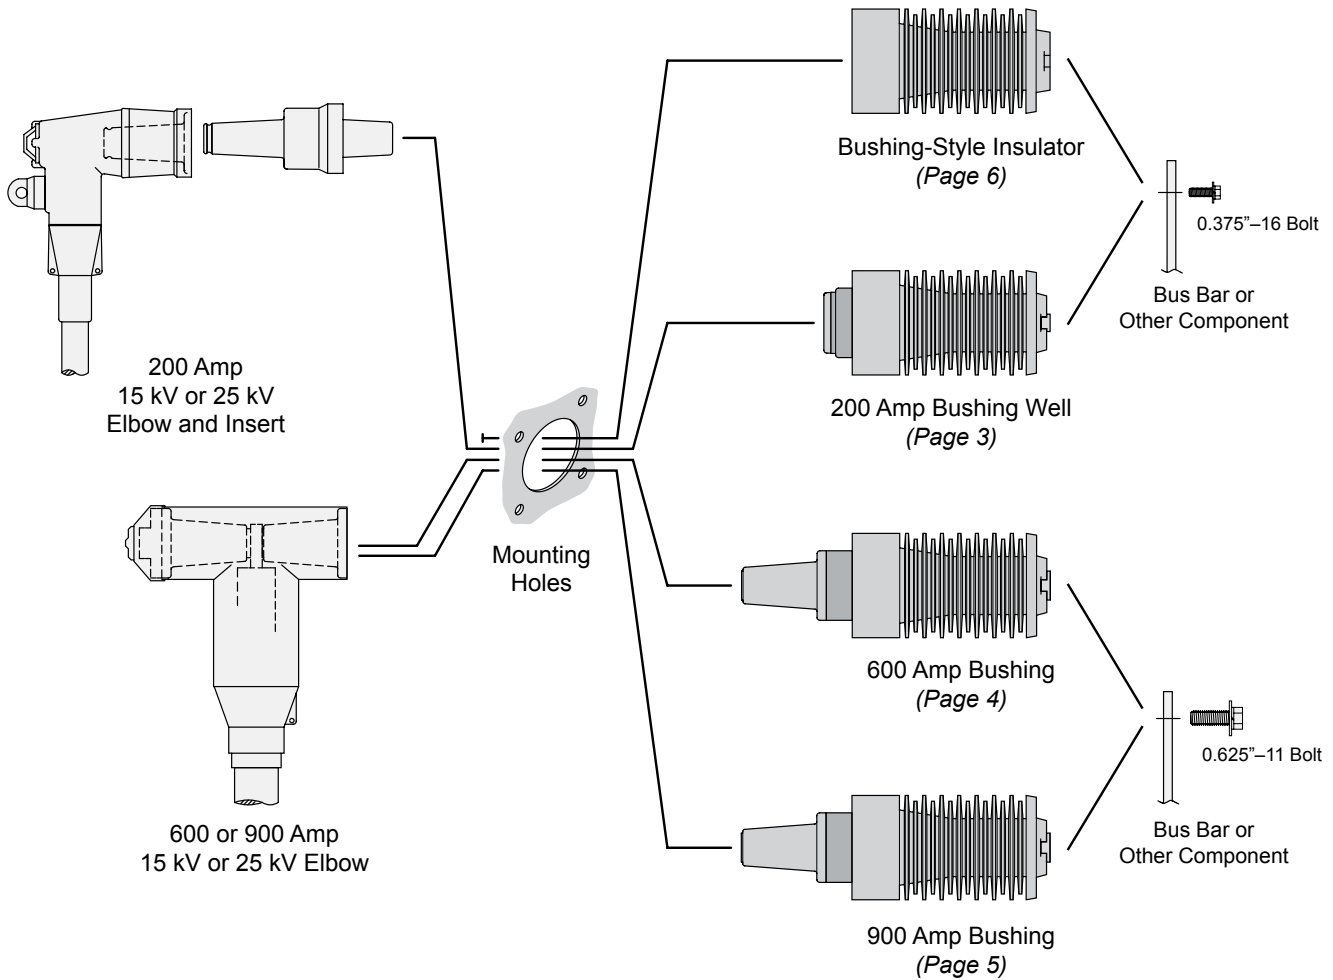 Bushing-Style Insulator
(Page 6)
0.375”–16 Bolt
Bus Bar or
Other Component
200 Amp
15 kV or 25 kV
Elbow and Insert
200 Amp Bushing Well
(Page 3)
Mounting
Holes
600 Amp Bushing
(Page 4)
0.625”–11 Bolt
Bus Bar or
Other Component
600 or 900 Amp
15 kV or 25 kV Elbow
900 Amp Bushing
(Page 5)